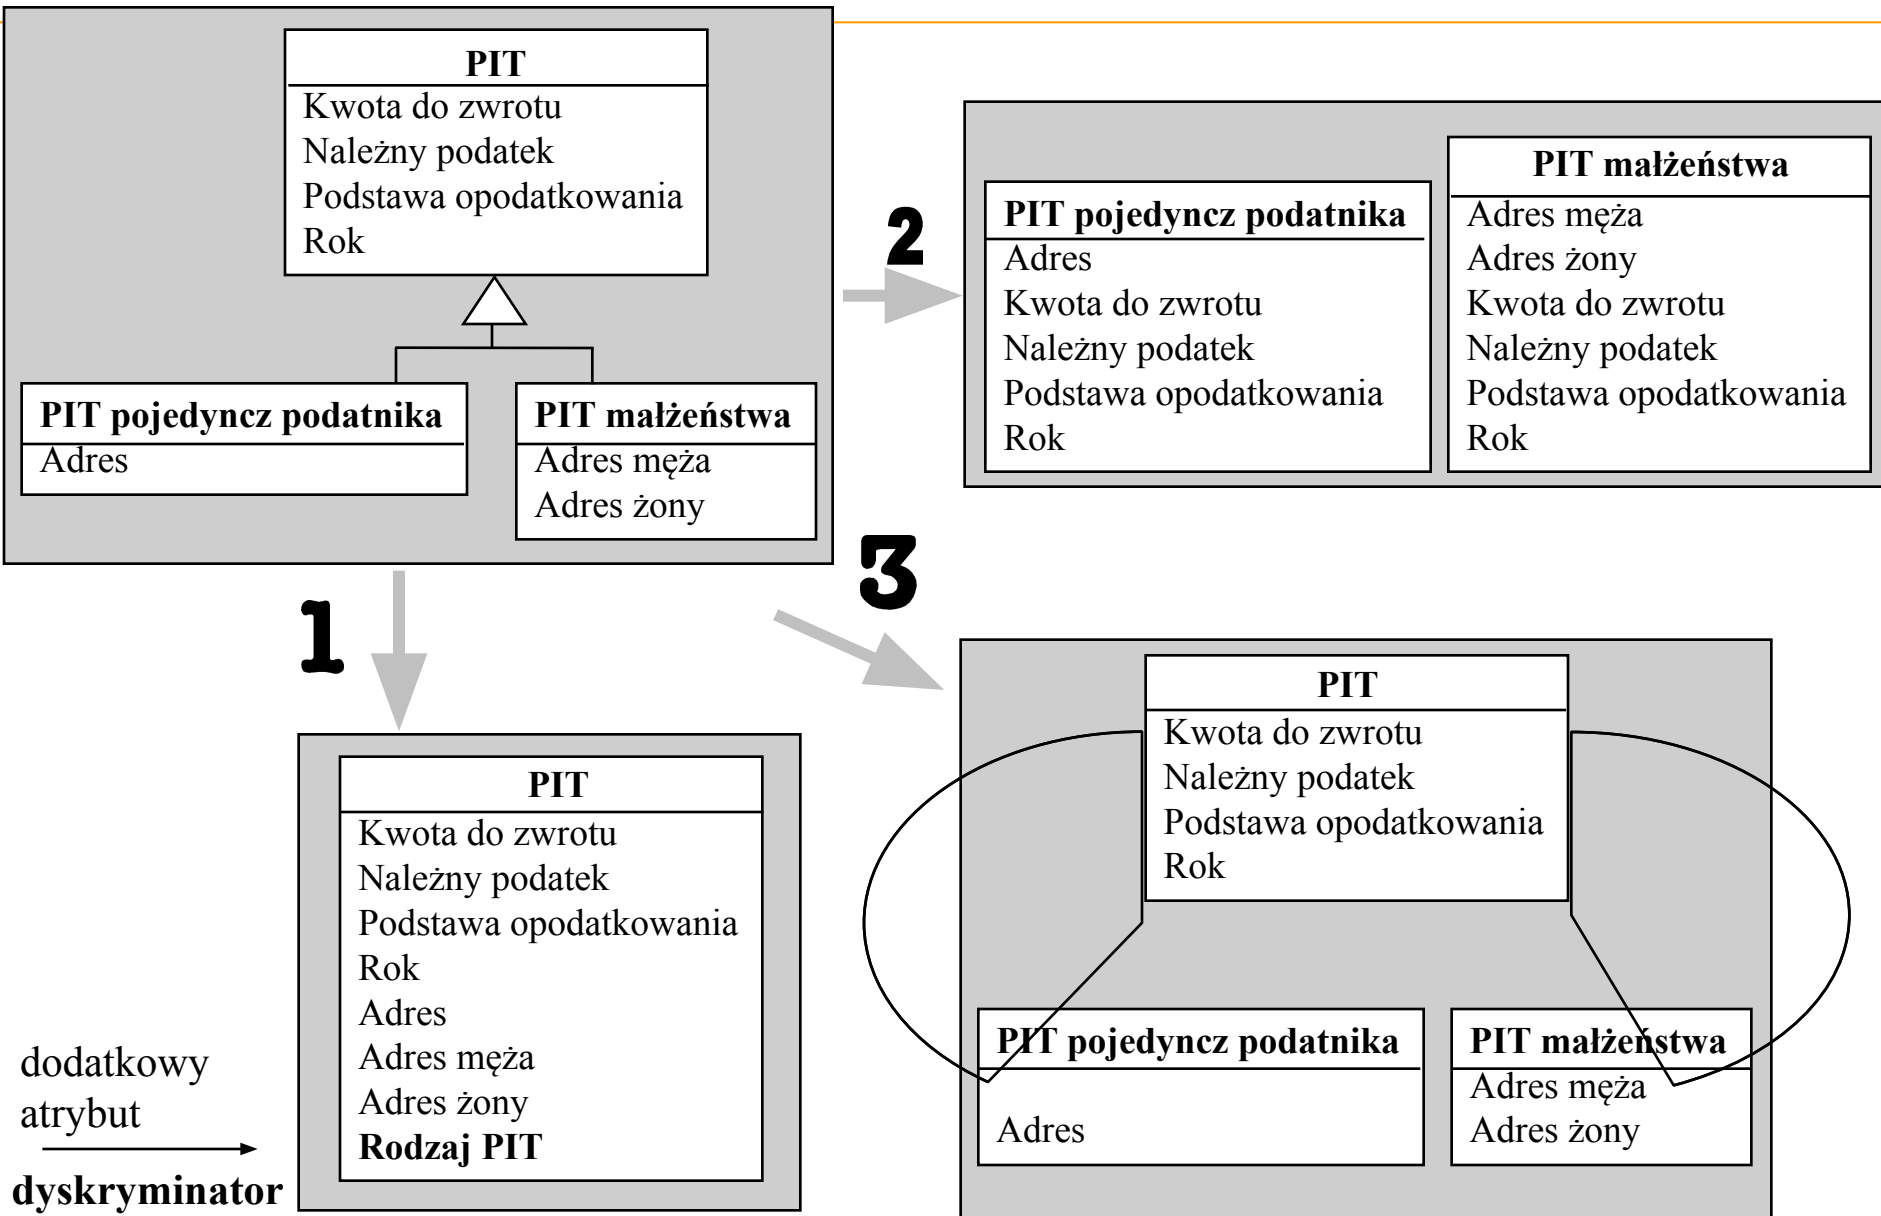 PIT
Kwota do zwrotu
Należny podatek
Podstawa opodatkowania
Rok
PIT pojedyncz podatnika
Adres
PIT małżeństwa
Adres męża
Adres żony
2
PIT pojedyncz podatnika
Adres
Kwota do zwrotu
Należny podatek
Podstawa opodatkowania
Rok
PIT małżeństwa
Adres męża
Adres żony
Kwota do zwrotu
Należny podatek
Podstawa opodatkowania
Rok
1
PIT
Kwota do zwrotu
Należny podatek
Podstawa opodatkowania
Rok
Adres
Adres męża
Adres żony
Rodzaj PIT
dodatkowy
atrybut
dyskryminator
3
PIT
Kwota do zwrotu
Należny podatek
Podstawa opodatkowania
Rok
PIT pojedyncz podatnika
Adres
PIT małżeństwa
Adres męża
Adres żony